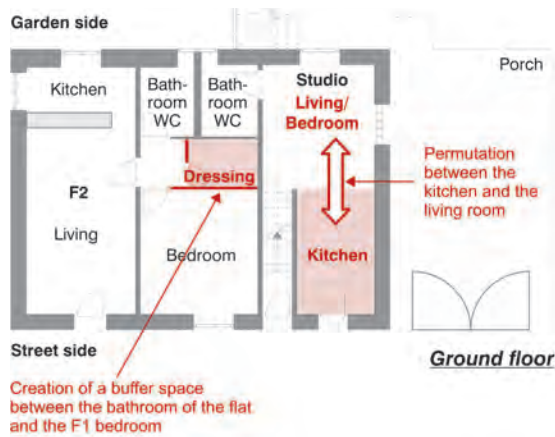 Garden side
Kitchen
Bath-
room
WC
Bath-
room
WC
Studio
Living/
Bedroom
Porch
Permutation
between the
kitchen and the
living room
Dressing
F2
Living
Bedroom
Kitchen
Street side
Ground floor
Creation of a buffer space
between the bathroom of the flat
and the F1 bedroom